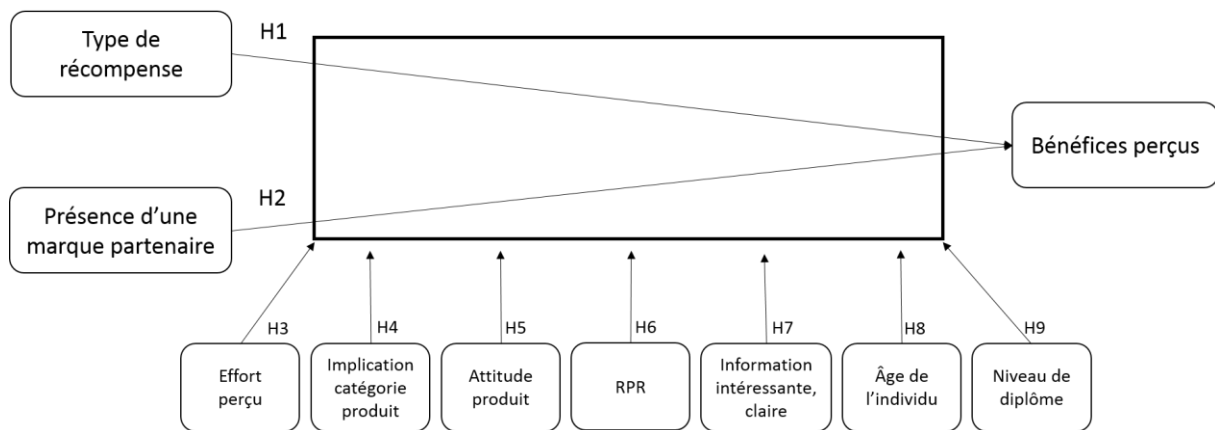 Type de
récompense
H1
Bénéfices perçus
Présence d’une
marque partenaire
H2
H3
H4
H5
H6
H7
H8
H9
Effort
perçu
Implication
catégorie
produit
Attitude
produit
RPR
Information
intéressante,
claire
Âge de
l’individu
Niveau de
diplôme